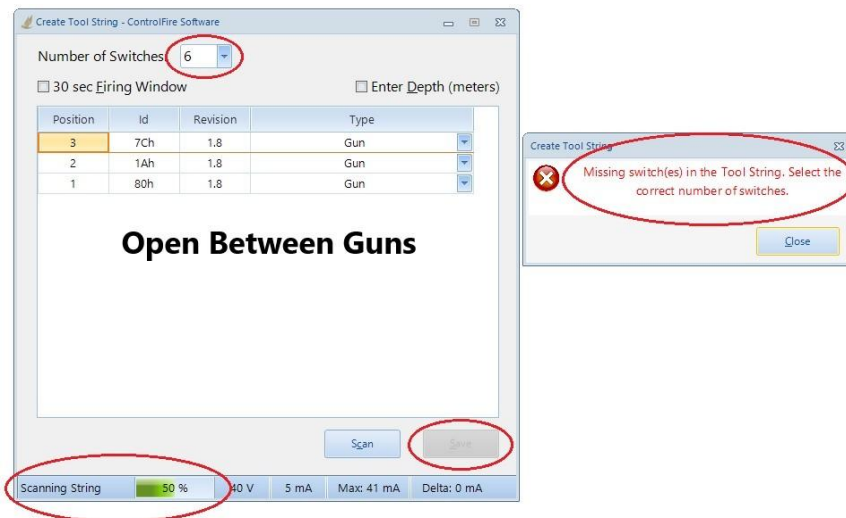 Create Tool String - ControlFire Software
Number of Switches: 6
30 sec Firing Window Enter Depth (meters)
Position Id Revision Type
3 7Ch 1.8 Gun
2 1Ah 1.8 Gun
1 80h 1.8 Gun
Open Between Guns
Scan Save
Scanning String 50 % 40 V 5 mA Max: 41 mA Delta: 0 mA
Create Tool String
Missing switch(es) in the Tool String. Select the
correct number of switches.
Close